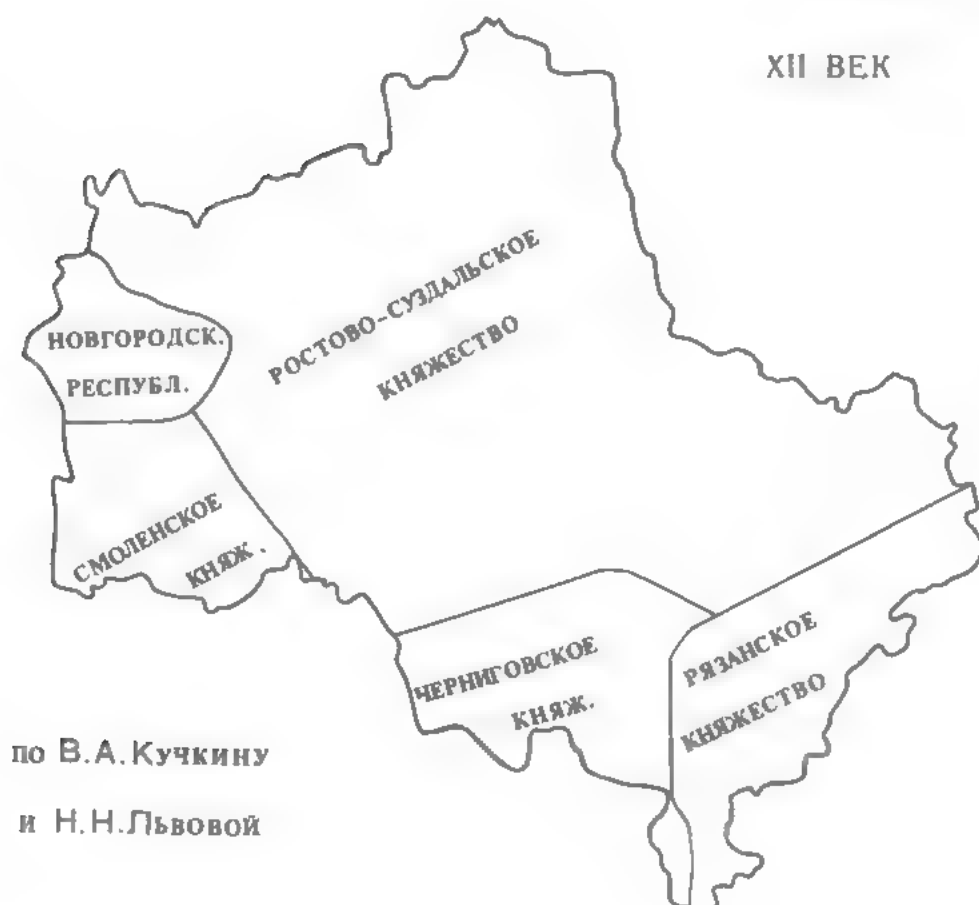 XII ВЕК
РОСТОВО-СУЗДАЛЬСКОЕ
КНЯЖЕСТВО
НОВГОРОДСК.
РЕСПУБЛ.
СМОЛЕНСКОЕ
КНЯЖ.
ЧЕРНИГОВСКОЕ
КНЯЖ.
РЯЗАНСКОЕ
КНЯЖЕСТВО
по В.А.Кучкину
и Н.Н.Львовой